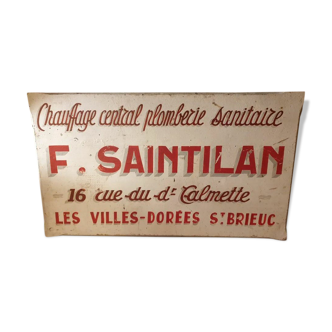 Chauffage central plomberie sanitaire
F. SAINTILAN
16 rue du dr Calmette
LES VILLES-DORÉES St BRIEUC